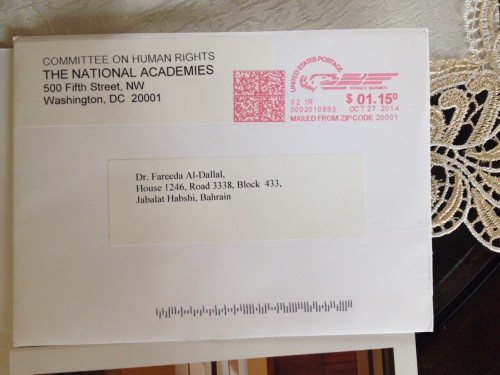 COMMITTEE ON HUMAN RIGHTS
THE NATIONAL ACADEMIES
500 Fifth Street, NW
Washington, DC 20001
UNITED STATES POSTAGE
PITNEY BOWES
02 1R
$ 01.15⁰
0002010863
OCT 27 2014
MAILED FROM ZIP CODE 20001
Dr. Fareeda Al-Dallal,
House 1246, Road 3338, Block 433,
Jabalat Habshi, Bahrain